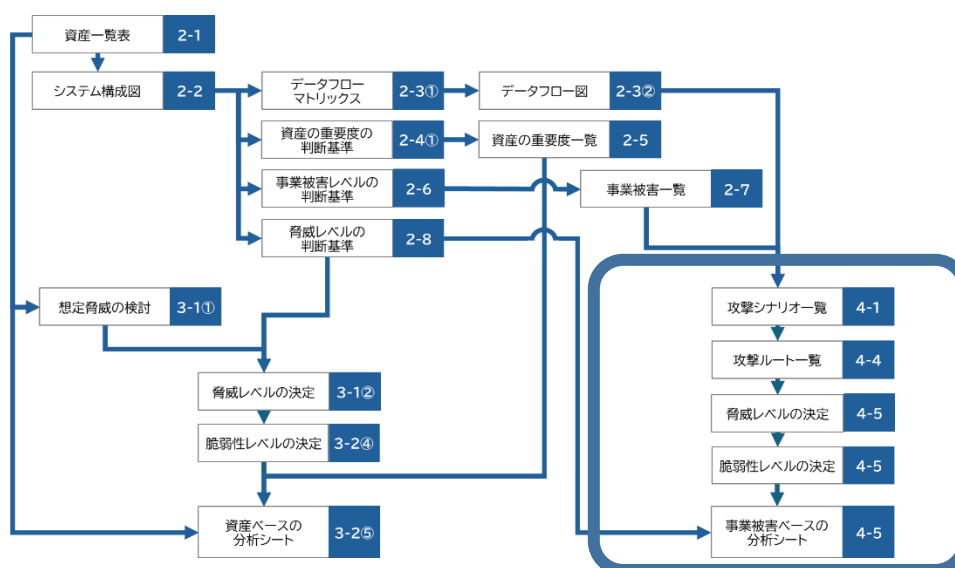 資産一覧表 2-1
システム構成図 2-2
データフロー
マトリックス 2-3①
データフロー図 2-3②
資産の重要度の
判断基準 2-4①
資産の重要度一覧 2-5
事業被害レベルの
判断基準 2-6
事業被害一覧 2-7
脅威レベルの
判断基準 2-8
想定脅威の検討 3-1①
脅威レベルの決定 3-1②
脆弱性レベルの決定 3-2④
資産ベースの
分析シート 3-2⑤
攻撃シナリオ一覧 4-1
攻撃ルート一覧 4-4
脅威レベルの決定 4-5
脆弱性レベルの決定 4-5
事業被害ベースの
分析シート 4-5